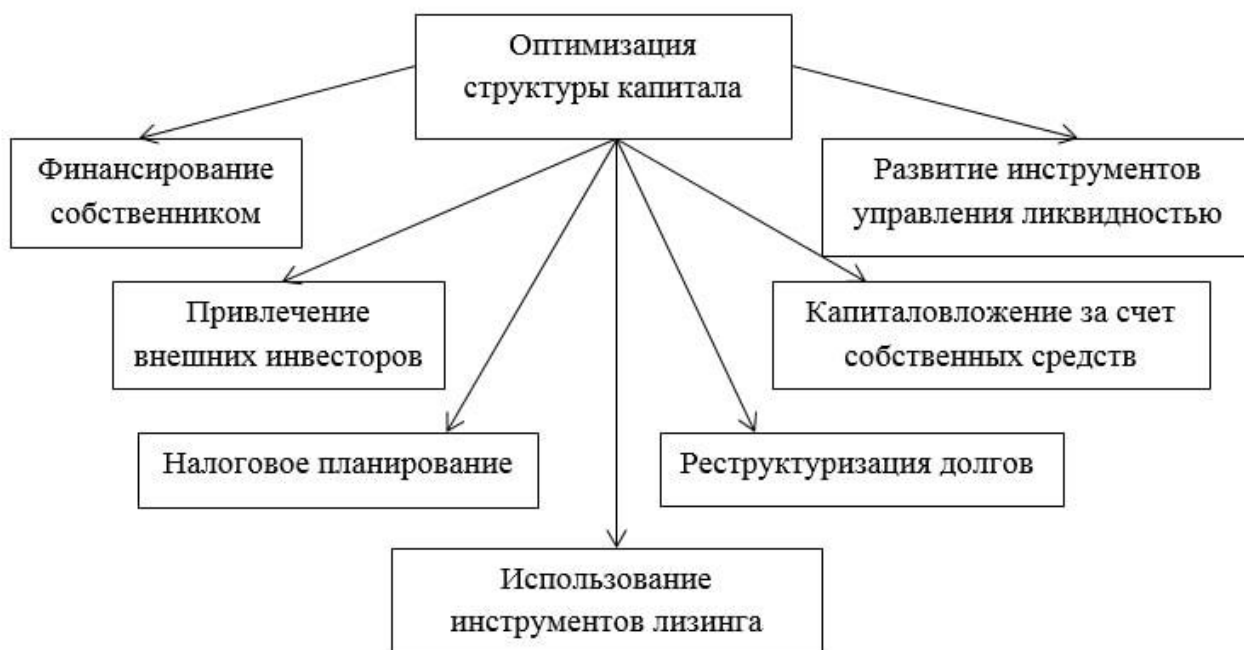 Оптимизация
структуры капитала
Финансирование
собственником
Развитие инструментов
управления ликвидностью
Привлечение
внешних инвесторов
Капиталовложение за счет
собственных средств
Налоговое планирование
Реструктуризация долгов
Использование
инструментов лизинга